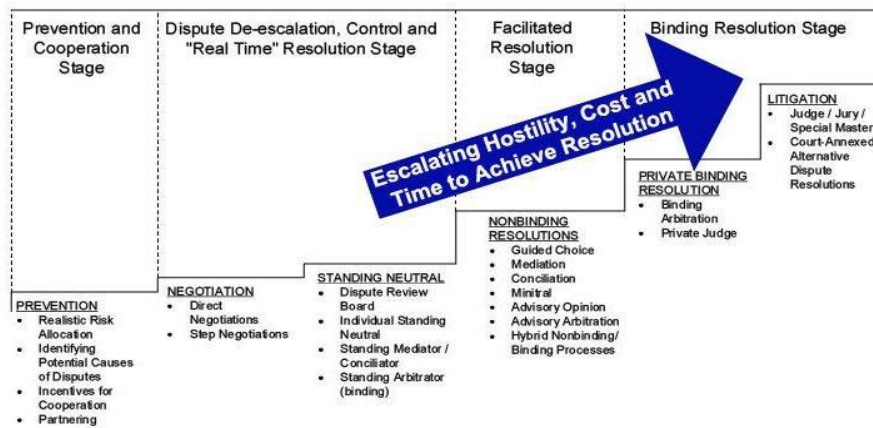 Prevention and
Cooperation
Stage
Dispute De-escalation, Control and
"Real Time" Resolution Stage
Facilitated
Resolution
Stage
Binding Resolution Stage
Escalating Hostility, Cost and
Time to Achieve Resolution
PREVENTION
• Realistic Risk
Allocation
• Identifying
Potential Causes
of Disputes
• Incentives for
Cooperation
• Partnering
NEGOTIATION
• Direct
Negotiations
• Step Negotiations
STANDING NEUTRAL
• Dispute Review
Board
• Individual Standing
Neutral
• Standing Mediator /
Conciliator
• Standing Arbitrator
(binding)
NONBINDING
RESOLUTIONS
• Guided Choice
• Mediation
• Conciliation
• Minitral
• Advisory Opinion
• Advisory Arbitration
• Hybrid Nonbinding/
Binding Processes
PRIVATE BINDING
RESOLUTION
• Binding
Arbitration
• Private Judge
LITIGATION
• Judge / Jury /
Special Master
• Court-Annexed
Alternative
Dispute
Resolutions